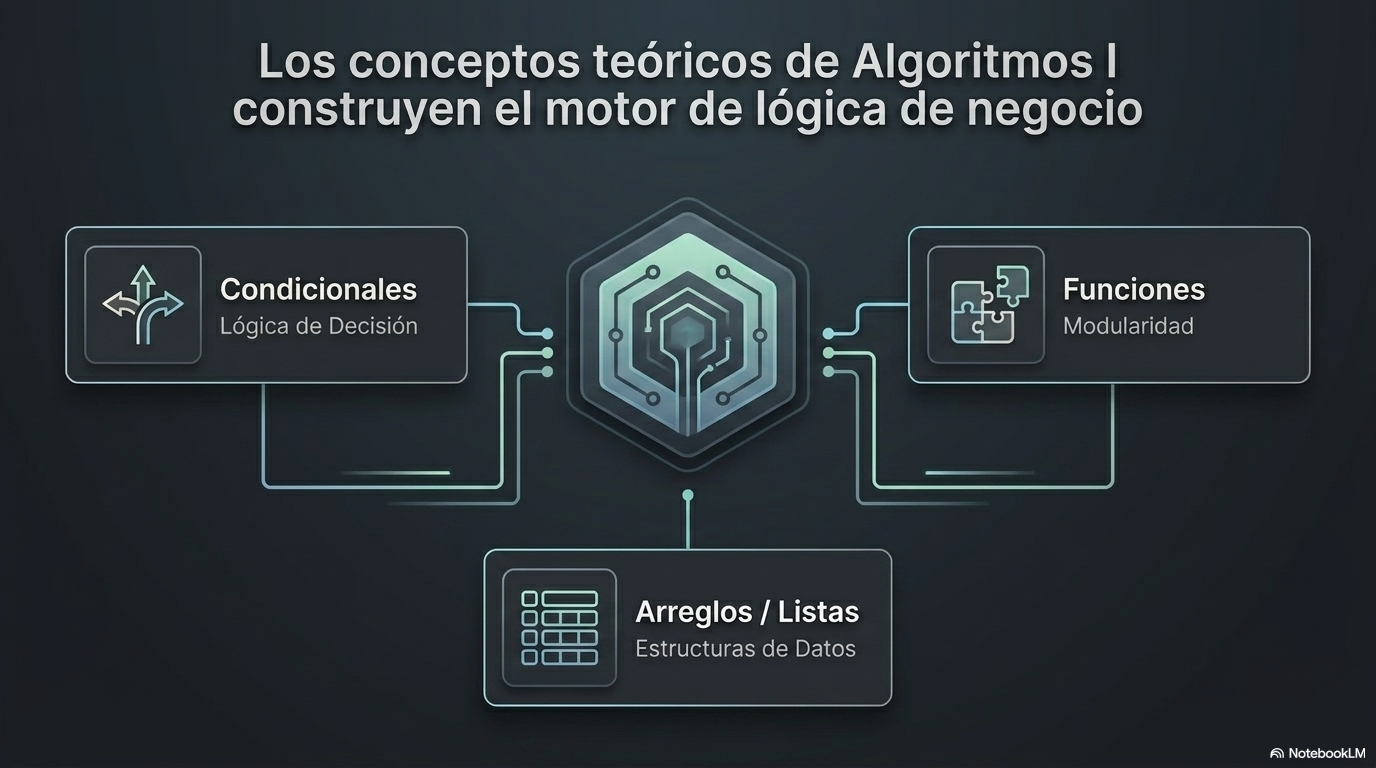 Los conceptos teóricos de Algoritmos I
construyen el motor de lógica de negocio
Condicionales
Lógica de Decisión
Funciones
Modularidad
Arreglos / Listas
Estructuras de Datos
NotebookLM